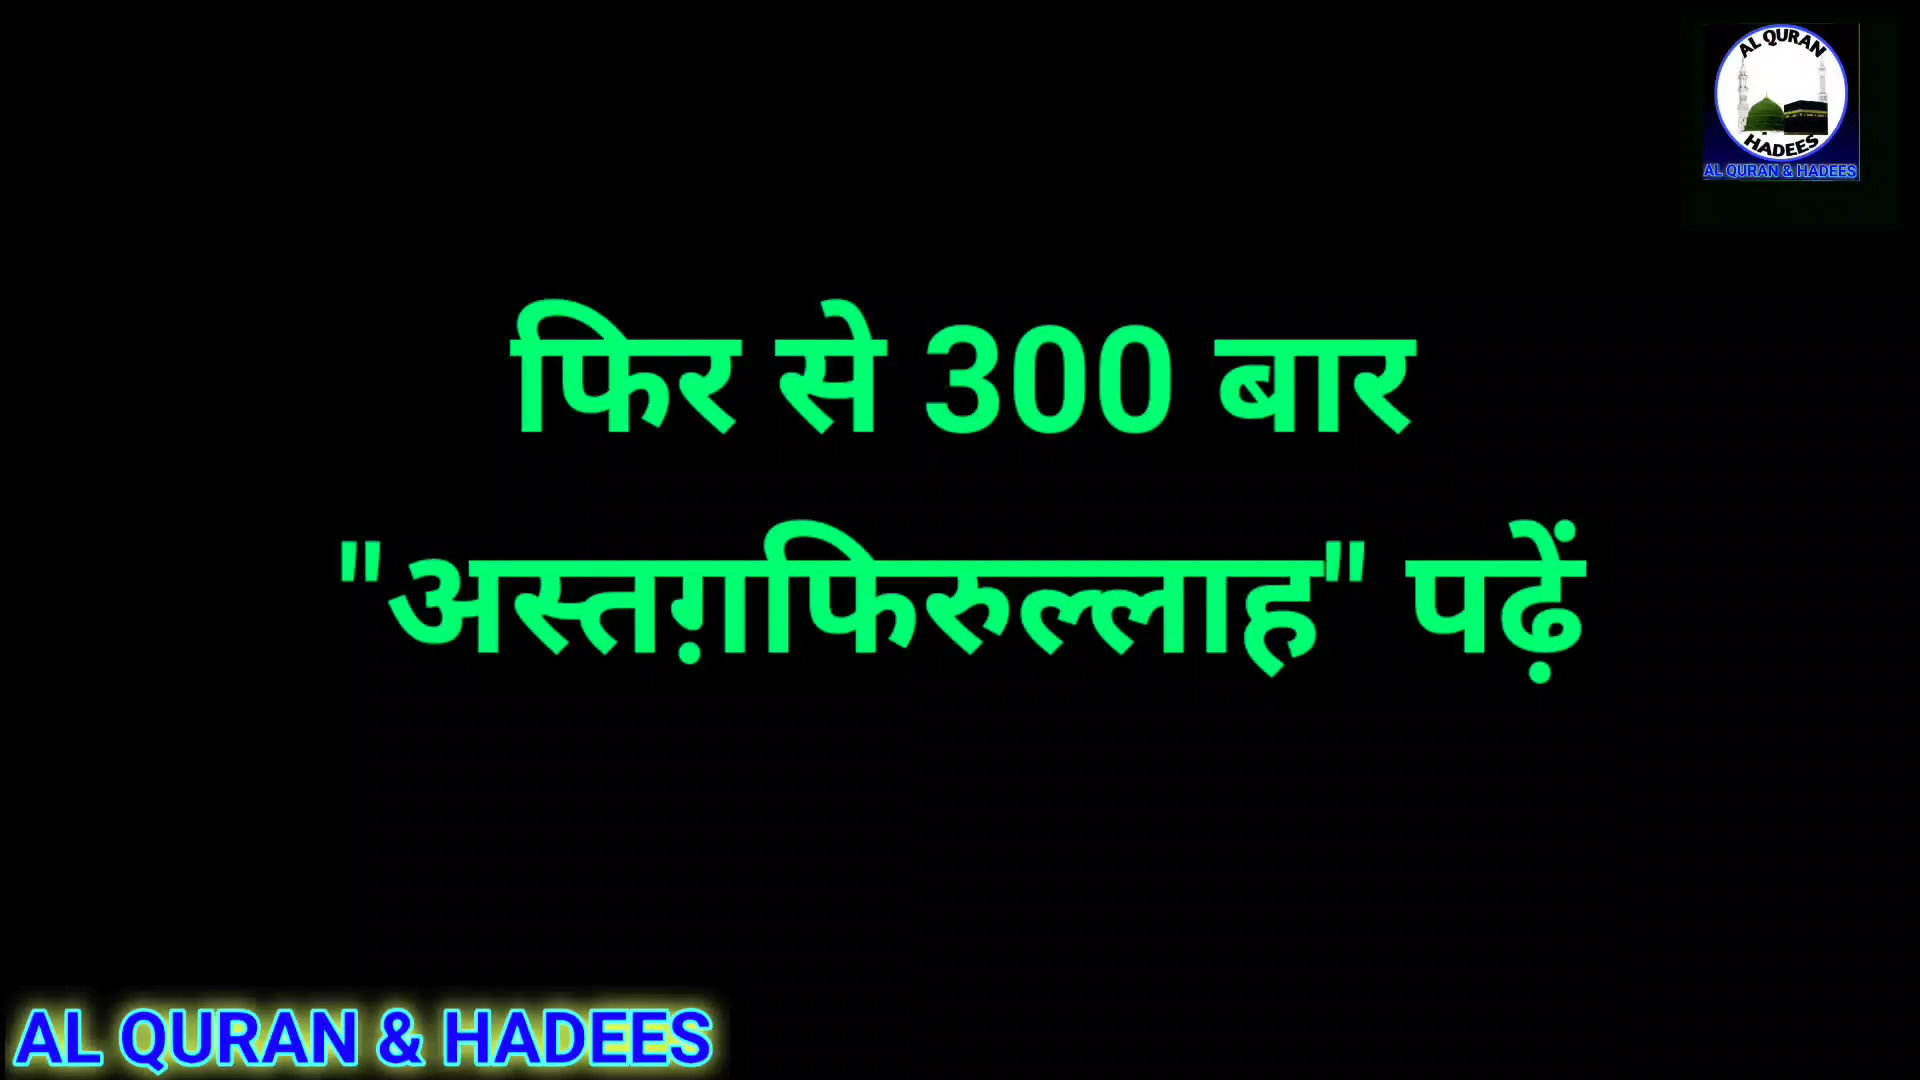 AL QURAN
HADEES
AL QURAN & HADEES
फिर से 300 बार
"अस्तग़फिरुल्लाह" पढ़ें
AL QURAN & HADEES